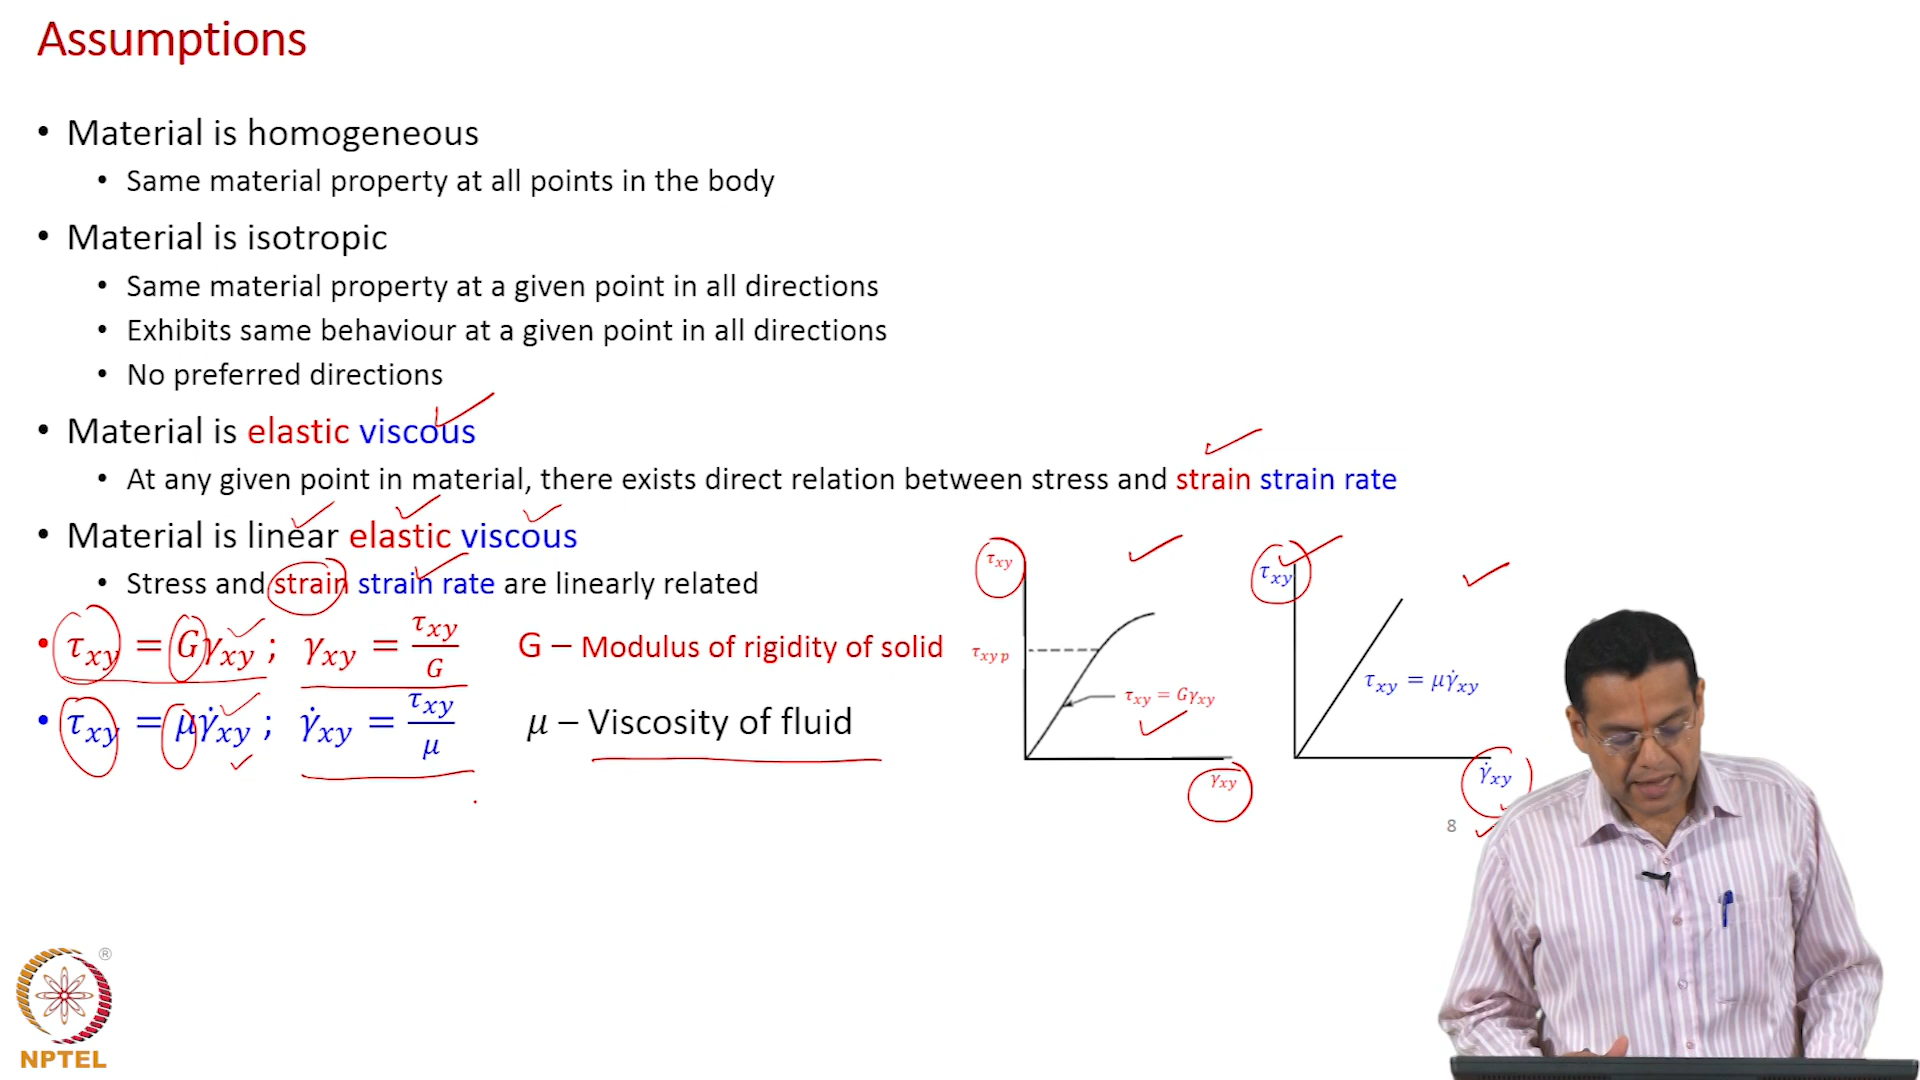 Assumptions
• Material is homogeneous
• Same material property at all points in the body
• Material is isotropic
• Same material property at a given point in all directions
• Exhibits same behaviour at a given point in all directions
• No preferred directions
• Material is elastic viscous
• At any given point in material, there exists direct relation between stress and strain strain rate
• Material is linear elastic viscous
• Stress and strain strain rate are linearly related
• τxy = Gγxy ; γxy = τxy/G G – Modulus of rigidity of solid
• τxy = μγ̇xy ; γ̇xy = τxy/μ μ – Viscosity of fluid
τxy
τxy p
τxy = Gγxy
γxy
τxy
τxy = μγ̇xy
γ̇xy
8
®
NPTEL